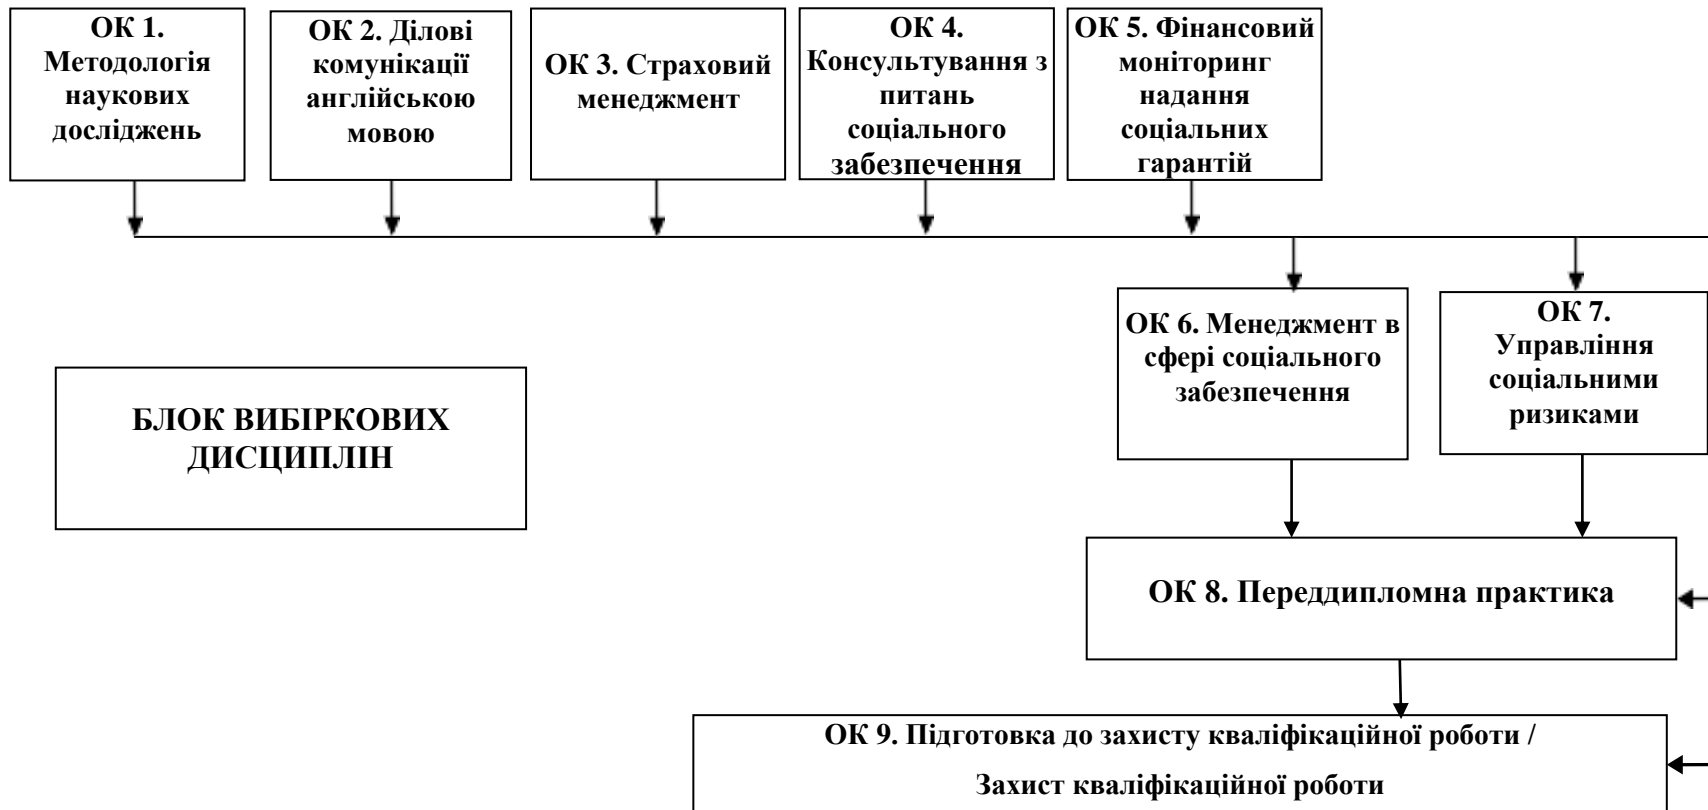 ОК 1.
Методологія
наукових
досліджень
ОК 2. Ділові
комунікації
англійською
мовою
ОК 3. Страховий
менеджмент
ОК 4.
Консультування з
питань
соціального
забезпечення
ОК 5. Фінансовий
моніторинг
надання
соціальних
гарантій
ОК 6. Менеджмент в
сфері соціального
забезпечення
ОК 7.
Управління
соціальними
ризиками
БЛОК ВИБІРКОВИХ
ДИСЦИПЛІН
ОК 8. Переддипломна практика
ОК 9. Підготовка до захисту кваліфікаційної роботи /
Захист кваліфікаційної роботи